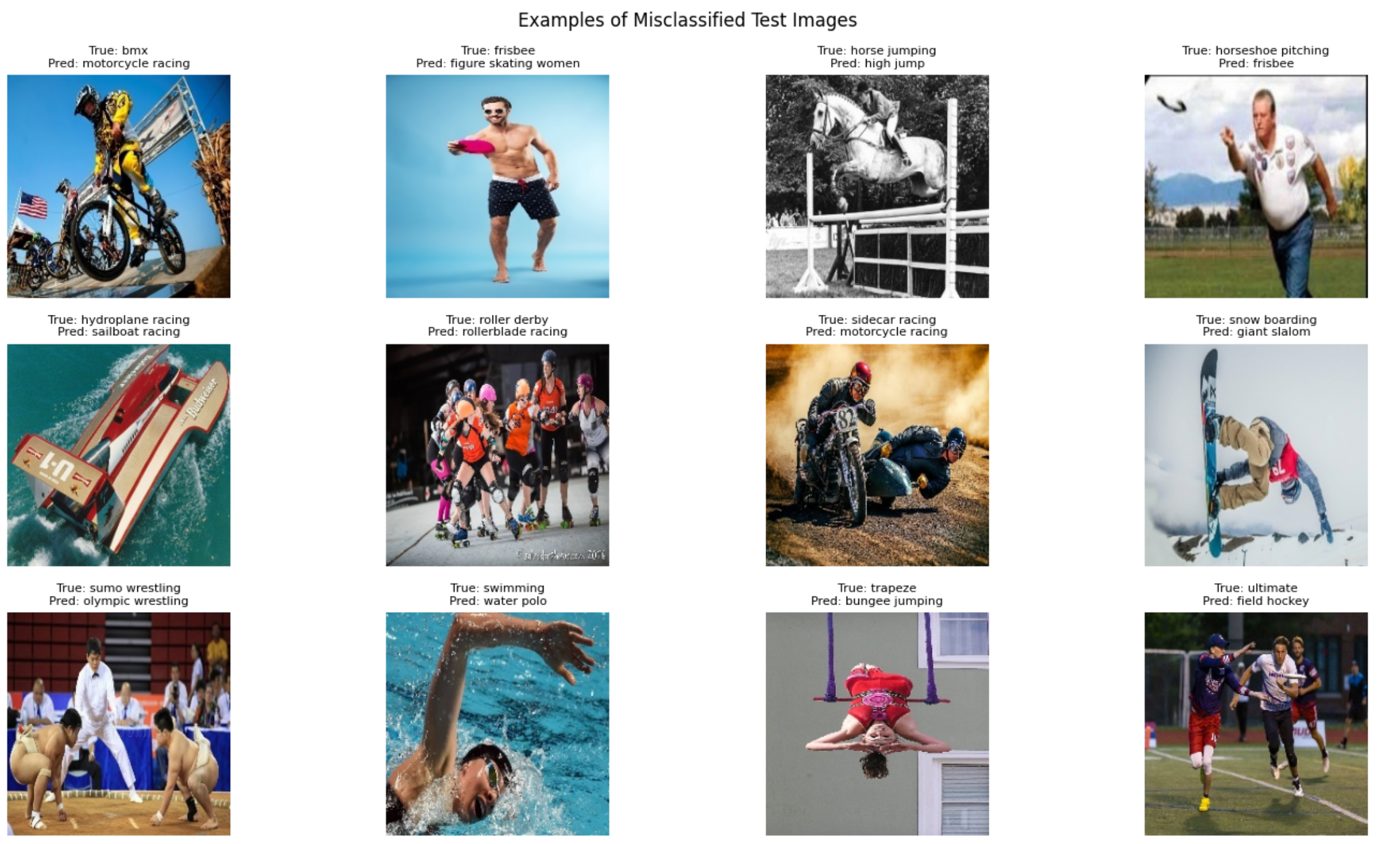 Examples of Misclassified Test Images
True: bmx
Pred: motorcycle racing
True: frisbee
Pred: figure skating women
True: horse jumping
Pred: high jump
True: horseshoe pitching
Pred: frisbee
True: hydroplane racing
Pred: sailboat racing
True: roller derby
Pred: rollerblade racing
True: sidecar racing
Pred: motorcycle racing
True: snow boarding
Pred: giant slalom
Budweiser
U-1
82
True: sumo wrestling
Pred: olympic wrestling
True: swimming
Pred: water polo
True: trapeze
Pred: bungee jumping
True: ultimate
Pred: field hockey